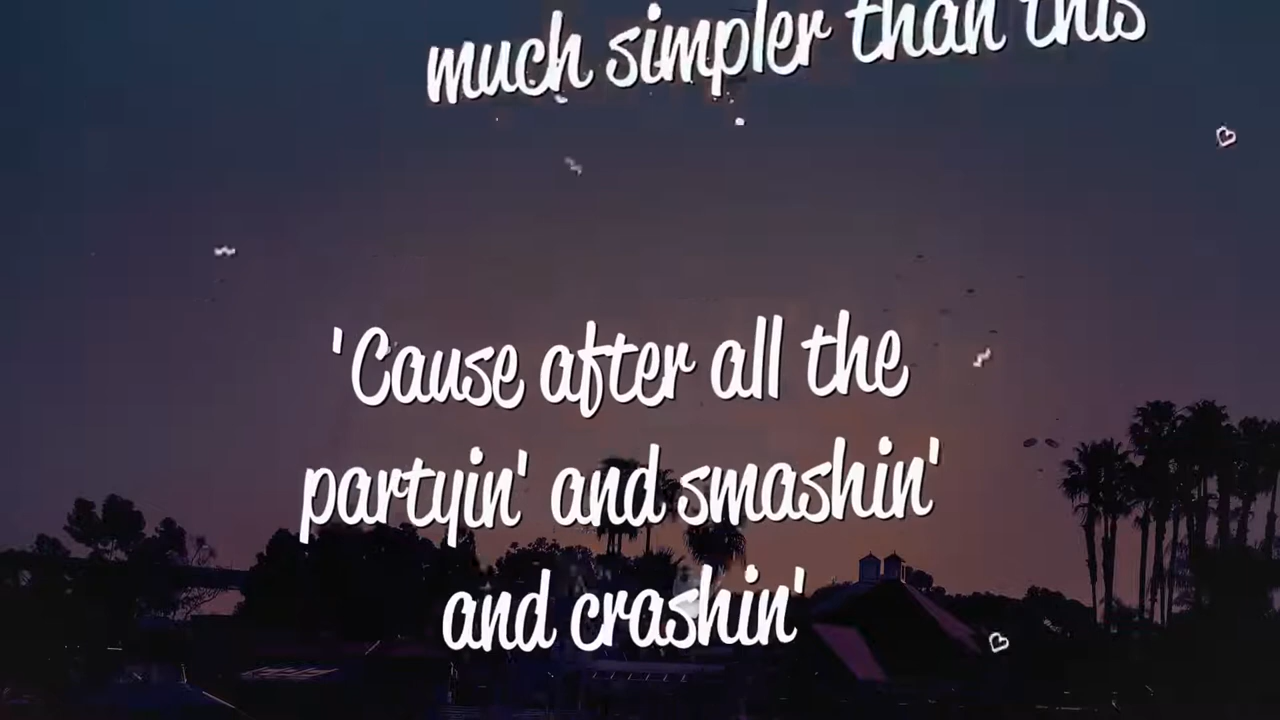 much simpler than this
'Cause after all the
partyin' and smashin'
and crashin'